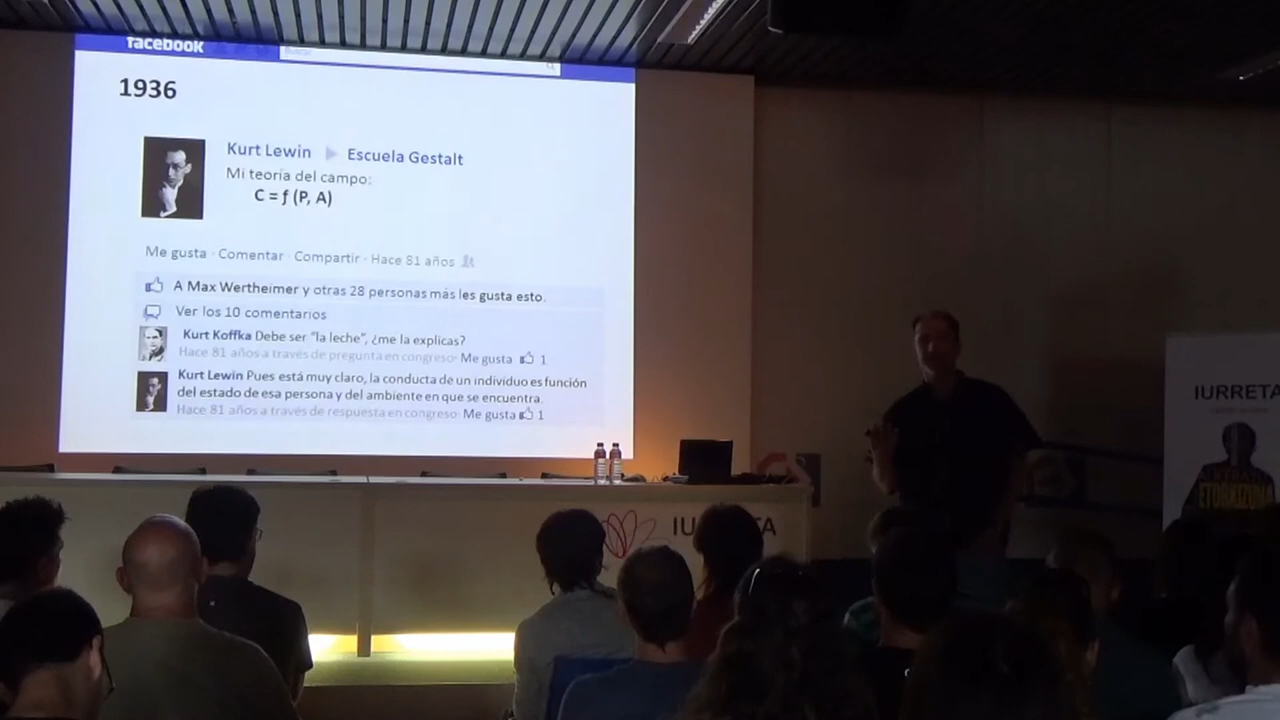 facebook
Buscar
1936
Kurt Lewin Escuela Gestalt
Mi teoría del campo:
C = ƒ (P, A)
Me gusta · Comentar · Compartir · Hace 81 años
A Max Wertheimer y otras 28 personas más les gusta esto.
Ver los 10 comentarios
Kurt Koffka Debe ser "la leche", ¿me la explicas?
Hace 81 años a través de pregunta en congreso· Me gusta 1
Kurt Lewin Pues está muy claro, la conducta de un individuo es función
del estado de esa persona y del ambiente en que se encuentra.
Hace 81 años a través de respuesta en congreso· Me gusta 1
IURRETA
IU TA
ETORKIZUNA